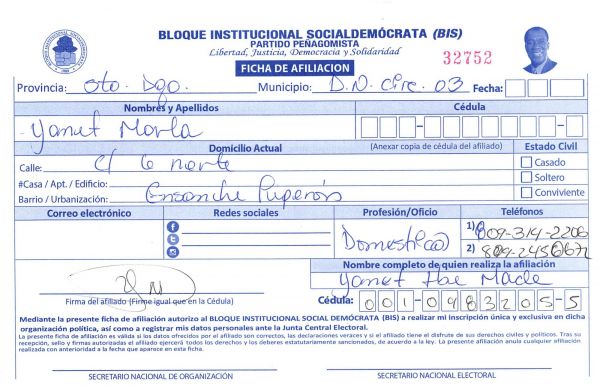 BLOQUE INSTITUCIONAL SOCIALDEMÓCRATA (BIS)
PARTIDO PEÑAGOMISTA
Libertad, Justicia, Democracia y Solidaridad
32752
FICHA DE AFILIACION
Provincia: Sto. Dgo. Municipio: D.N. Circ. 03 Fecha:
Nombres y Apellidos Cédula
Yanet Morla
Domicilio Actual (Anexar copia de cédula del afiliado) Estado Civil
Calle: C/ 6 norte Casado
#Casa / Apt. / Edificio: Soltero
Barrio / Urbanización: Ensanche Conviviente
Correo electrónico Redes sociales Profesión/Oficio Teléfonos
Domestica 1) 809-314-2206
2) 809-245
Nombre completo de quien realiza la afiliación
Yanet
Firma del afiliado (Firme igual que en la Cédula) Cédula: 001-0483205-5
Mediante la presente ficha de afiliación autorizo al BLOQUE INSTITUCIONAL SOCIAL DEMÓCRATA (BIS) a realizar mi inscripción única y exclusiva en dicha
organización política, así como a registrar mis datos personales ante la Junta Central Electoral.
La presente ficha de afiliación es válida si los datos ofrecidos por el afiliado son correctos, las declaraciones veraces y si el afiliado tiene el disfrute de sus derechos civiles y políticos. Tras su
recepción, sello y firmas autorizadas el afiliado ejercerá todos los derechos y los deberes estatutariamente sancionados, de acuerdo a la ley. La presente afiliación anula cualquier afiliación
realizada con anterioridad a la fecha que aparece en esta ficha.
SECRETARIO NACIONAL DE ORGANIZACIÓN SECRETARIO NACIONAL ELECTORAL